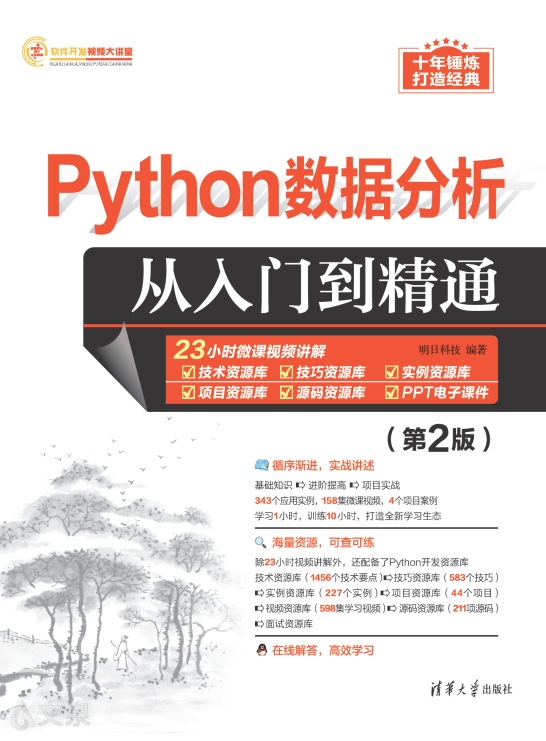 软件开发视频大讲堂
十年锤炼
打造经典
Python数据分析
从入门到精通
23小时微课视频讲解
明日科技 编著
技术资源库 技巧资源库 实例资源库
项目资源库 源码资源库 PPT电子课件
（第2版）
循序渐进，实战讲述
基础知识 ➪ 进阶提高 ➪ 项目实战
343个应用实例，158集微课视频，4个项目案例
学习1小时，训练10小时，打造全新学习生态
海量资源，可查可练
除23小时视频讲解外，还配备了Python开发资源库
技术资源库（1456个技术要点）➪技巧资源库（583个技巧）
➪实例资源库（227个实例）➪项目资源库（44个项目）
➪视频资源库（598集学习视频）➪源码资源库（211项源码）
➪面试资源库
在线解答，高效学习
清华大学出版社
文泉